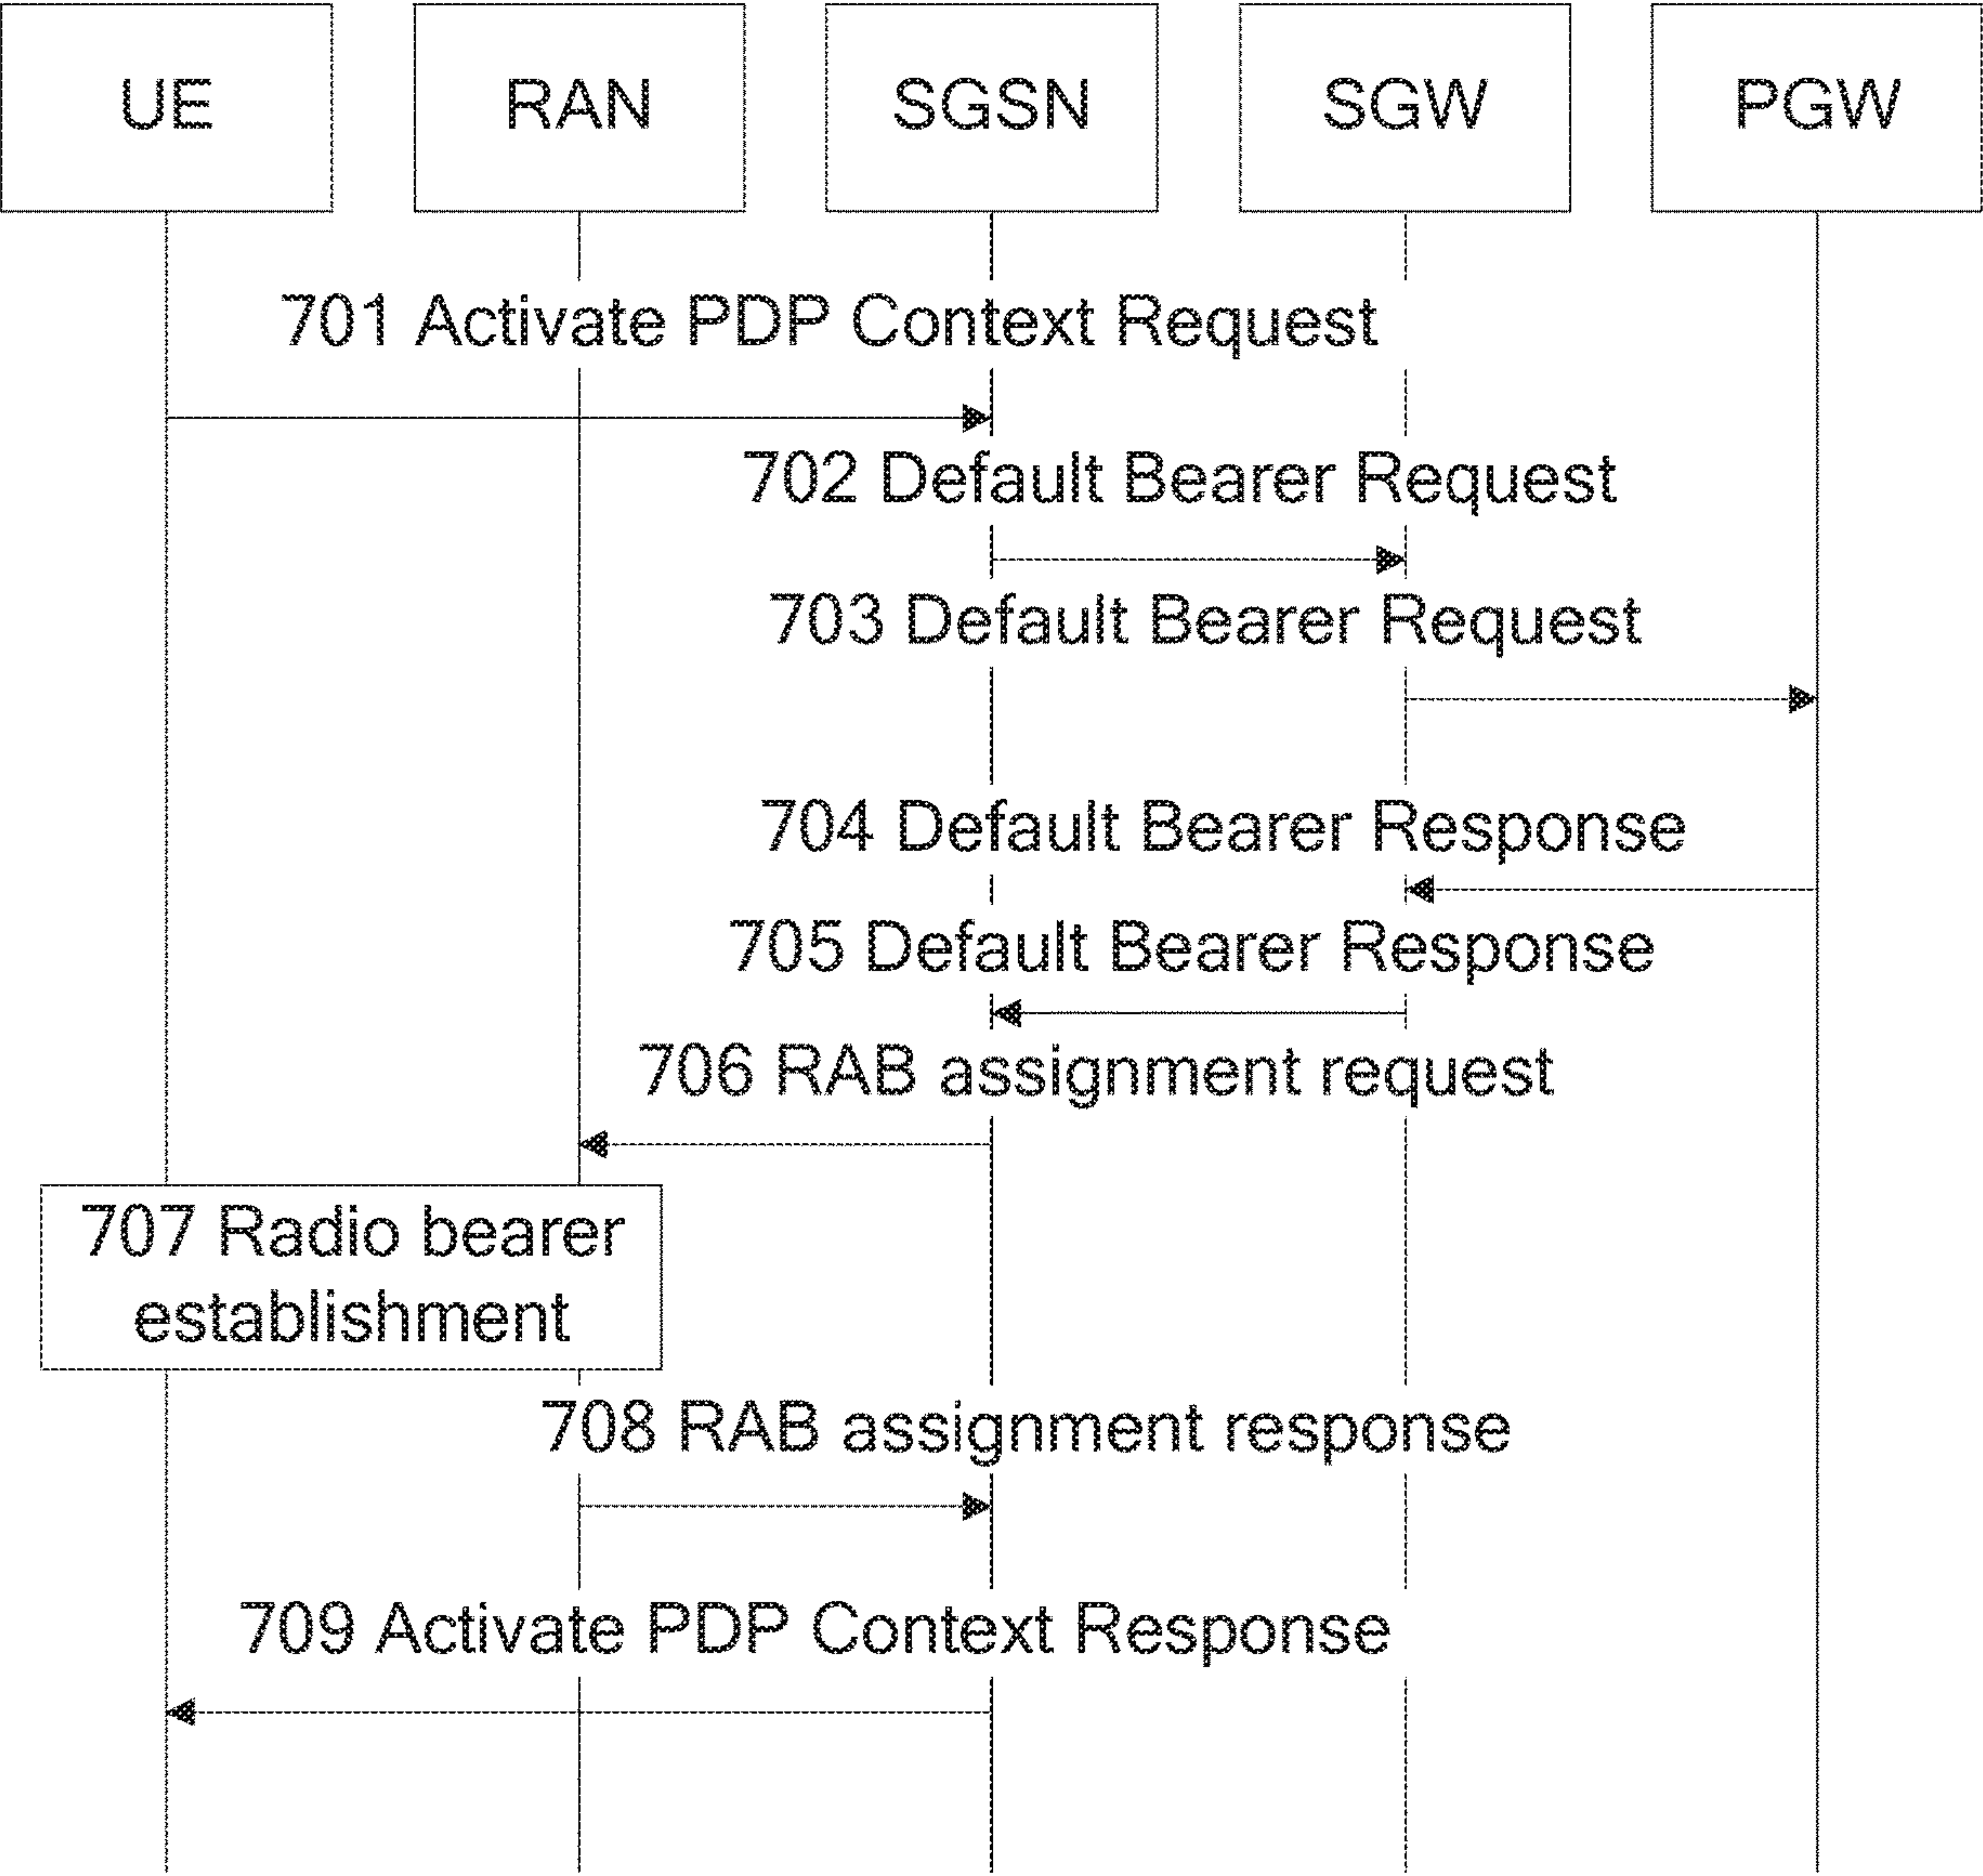 UE
RAN
SGSN
SGW
PGW
701 Activate PDP Context Request
702 Default Bearer Request
703 Default Bearer Request
704 Default Bearer Response
705 Default Bearer Response
706 RAB assignment request
707 Radio bearer
establishment
708 RAB assignment response
709 Activate PDP Context Response